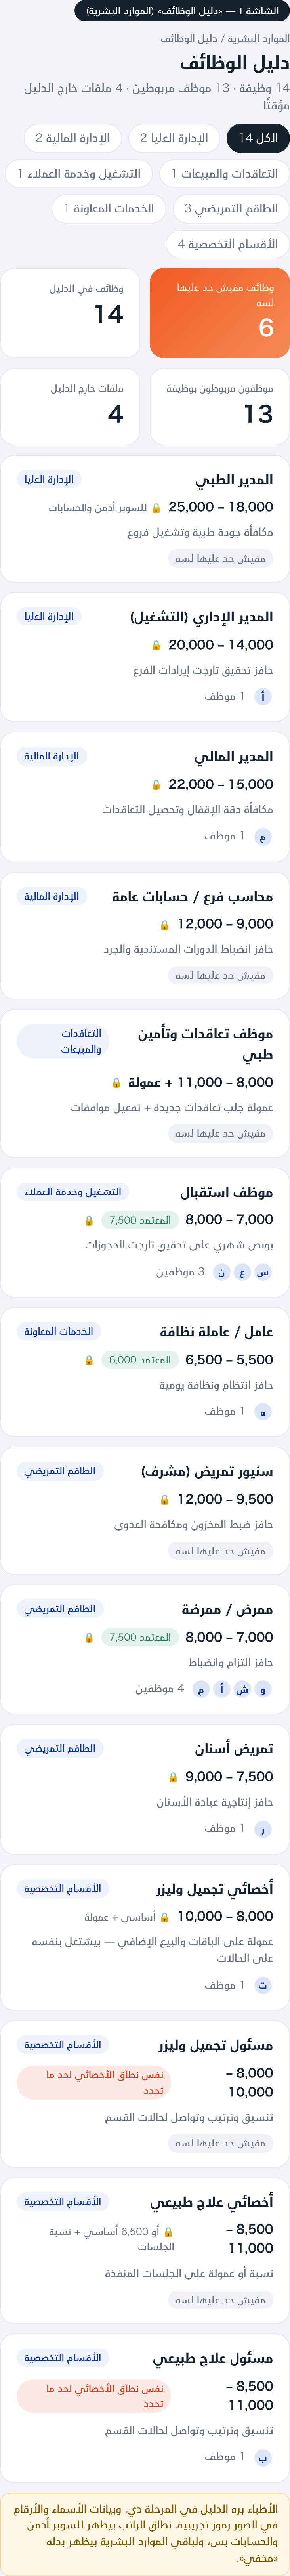 الشاشة ١ — «دليل الوظائف» (الموارد البشرية)
الموارد البشرية / دليل الوظائف
دليل الوظائف
14 وظيفة · 13 موظف مربوطين · 4 ملفات خارج الدليل
مؤقتًا
الكل 14
الإدارة العليا 2
الإدارة المالية 2
التعاقدات والمبيعات 1
التشغيل وخدمة العملاء 1
الطاقم التمريضي 3
الخدمات المعاونة 1
الأقسام التخصصية 4
وظائف مفيش حد عليها
لسه
6
وظائف في الدليل
14
موظفون مربوطون بوظيفة
13
ملفات خارج الدليل
4
المدير الطبي
الإدارة العليا
18,000 – 25,000 🔒 للسوبر أدمن والحسابات
مكافأة جودة طبية وتشغيل فروع
مفيش حد عليها لسه
المدير الإداري (التشغيل)
الإدارة العليا
14,000 – 20,000 🔒
حافز تحقيق تارجت إيرادات الفرع
أ 1 موظف
المدير المالي
الإدارة المالية
15,000 – 22,000 🔒
مكافأة دقة الإقفال وتحصيل التعاقدات
م 1 موظف
محاسب فرع / حسابات عامة
الإدارة المالية
9,000 – 12,000 🔒
حافز انضباط الدورات المستندية والجرد
مفيش حد عليها لسه
موظف تعاقدات وتأمين
طبي
التعاقدات
والمبيعات
8,000 – 11,000 + عمولة 🔒
عمولة جلب تعاقدات جديدة + تفعيل موافقات
مفيش حد عليها لسه
موظف استقبال
التشغيل وخدمة العملاء
7,000 – 8,000 المعتمد 7,500 🔒
بونص شهري على تحقيق تارجت الحجوزات
س ع ن 3 موظفين
عامل / عاملة نظافة
الخدمات المعاونة
5,500 – 6,500 المعتمد 6,000 🔒
حافز انتظام ونظافة يومية
ه 1 موظف
سنيور تمريض (مشرف)
الطاقم التمريضي
9,500 – 12,000 🔒
حافز ضبط المخزون ومكافحة العدوى
مفيش حد عليها لسه
ممرض / ممرضة
الطاقم التمريضي
7,000 – 8,000 المعتمد 7,500 🔒
حافز التزام وانضباط
و ش أ م 4 موظفين
تمريض أسنان
الطاقم التمريضي
7,500 – 9,000 🔒
حافز إنتاجية عيادة الأسنان
ر 1 موظف
أخصائي تجميل وليزر
الأقسام التخصصية
8,000 – 10,000 🔒 أساسي + عمولة
عمولة على الباقات والبيع الإضافي — بيشتغل بنفسه
على الحالات
ت 1 موظف
مسئول تجميل وليزر
الأقسام التخصصية
8,000 –
10,000
نفس نطاق الأخصائي لحد ما
تحدد
تنسيق وترتيب وتواصل لحالات القسم
مفيش حد عليها لسه
أخصائي علاج طبيعي
الأقسام التخصصية
8,500 –
11,000
🔒 أو 6,500 أساسي + نسبة
الجلسات
نسبة أو عمولة على الجلسات المنفذة
مفيش حد عليها لسه
مسئول علاج طبيعي
الأقسام التخصصية
8,500 –
11,000
نفس نطاق الأخصائي لحد ما
تحدد
تنسيق وترتيب وتواصل لحالات القسم
ب 1 موظف
الأطباء بره الدليل في المرحلة دي. وبيانات الأسماء والأرقام
في الصور رموز تجريبية. نطاق الراتب بيظهر للسوبر أدمن
والحسابات بس، ولباقي الموارد البشرية بيظهر بدله
«مخفي».